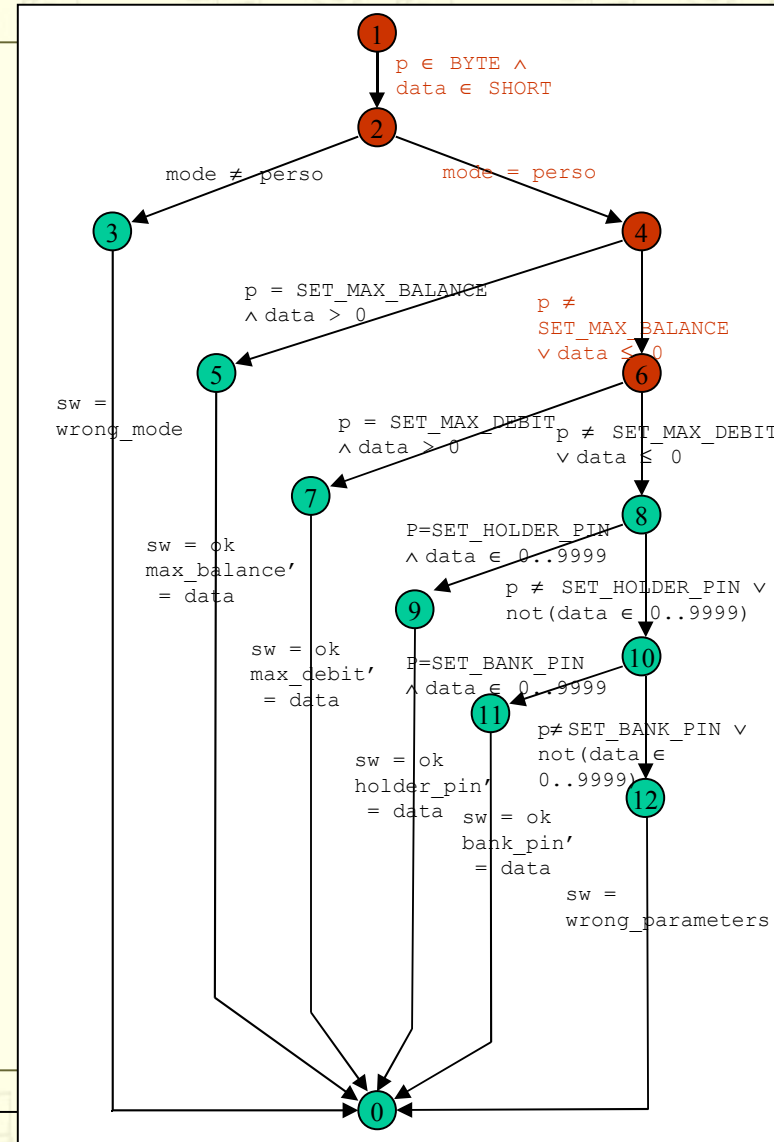 1
p ∈ BYTE ∧
data ∈ SHORT
2
mode ≠ perso
mode = perso
3
4
p = SET_MAX_BALANCE
∧ data > 0
p ≠
SET_MAX_BALANCE
∨ data ≤ 0
5
6
sw =
wrong_mode
p = SET_MAX_DEBIT
∧ data > 0
p ≠ SET_MAX_DEBIT
∨ data ≤ 0
7
8
sw = ok
max_balance’
= data
P=SET_HOLDER_PIN
∧ data ∈ 0..9999
p ≠ SET_HOLDER_PIN ∨
not(data ∈ 0..9999)
9
10
sw = ok
max_debit’
= data
P=SET_BANK_PIN
∧ data ∈ 0..9999
11
p≠ SET_BANK_PIN ∨
not(data ∈
0..9999)
12
sw = ok
holder_pin’
= data
sw = ok
bank_pin’
= data
sw =
wrong_parameters
0